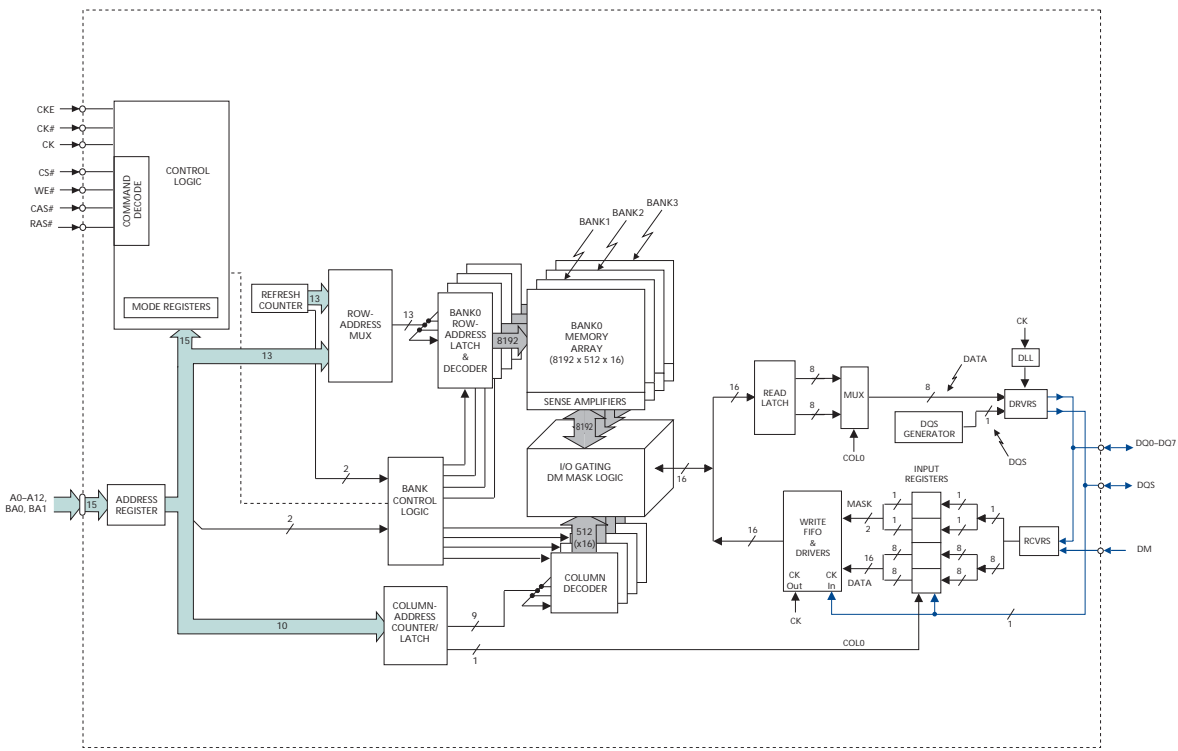 CKE
CK#
CK
CS#
WE#
CAS#
RAS#
COMMAND
DECODE
CONTROL
LOGIC
MODE REGISTERS
15
REFRESH
COUNTER
13
13
ROW-
ADDRESS
MUX
13
BANK0
ROW-
ADDRESS
LATCH
&
DECODER
8192
BANK1
BANK2
BANK3
BANK0
MEMORY
ARRAY
(8192 x 512 x 16)
SENSE AMPLIFIERS
8192
I/O GATING
DM MASK LOGIC
16
512
(x16)
COLUMN
DECODER
2
2
BANK
CONTROL
LOGIC
A0–A12,
BA0, BA1
15
ADDRESS
REGISTER
10
COLUMN-
ADDRESS
COUNTER/
LATCH
9
1
COL0
16
READ
LATCH
8
8
MUX
COL0
8
DATA
DQS
GENERATOR
1
DQS
CK
DLL
DRVRS
DQ0–DQ7
DQS
DM
16
WRITE
FIFO
&
DRIVERS
CK
Out
CK
In
CK
MASK
2
16
DATA
INPUT
REGISTERS
1
1
8
8
1
1
8
8
1
8
RCVRS
1